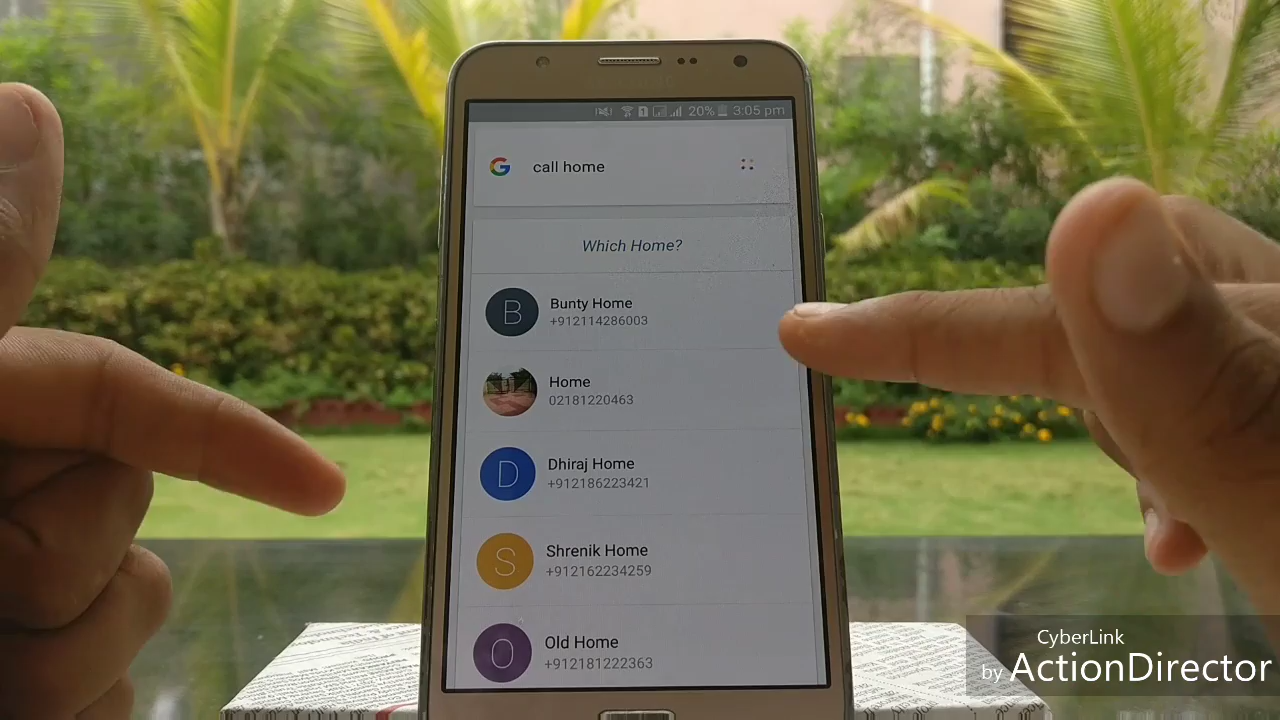 20% 3:05 pm
call home
Which Home?
B
Bunty Home
+912114286003
Home
02181220463
D
Dhiraj Home
+912186223421
S
Shrenik Home
+912162234259
O
Old Home
+912181222363
CyberLink
by ActionDirector